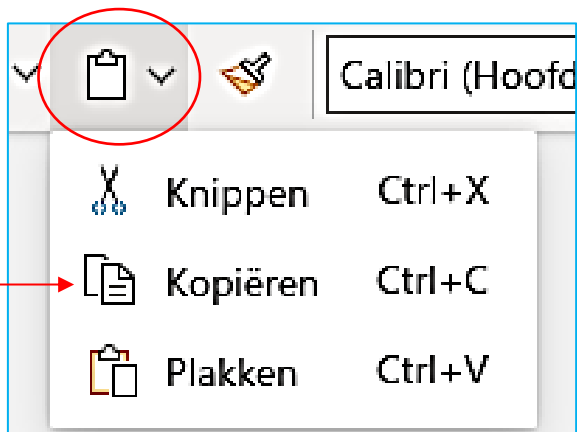 Calibri (Hoofd
Knippen Ctrl+X
Kopiëren Ctrl+C
Plakken Ctrl+V